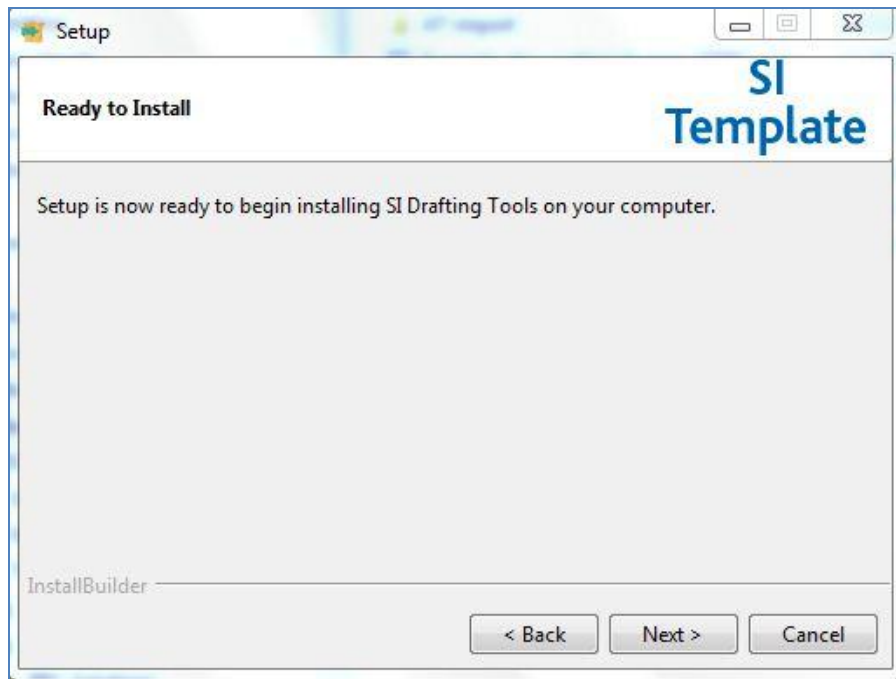 Setup
Ready to Install
SI
Template
Setup is now ready to begin installing SI Drafting Tools on your computer.
InstallBuilder
< Back
Next >
Cancel